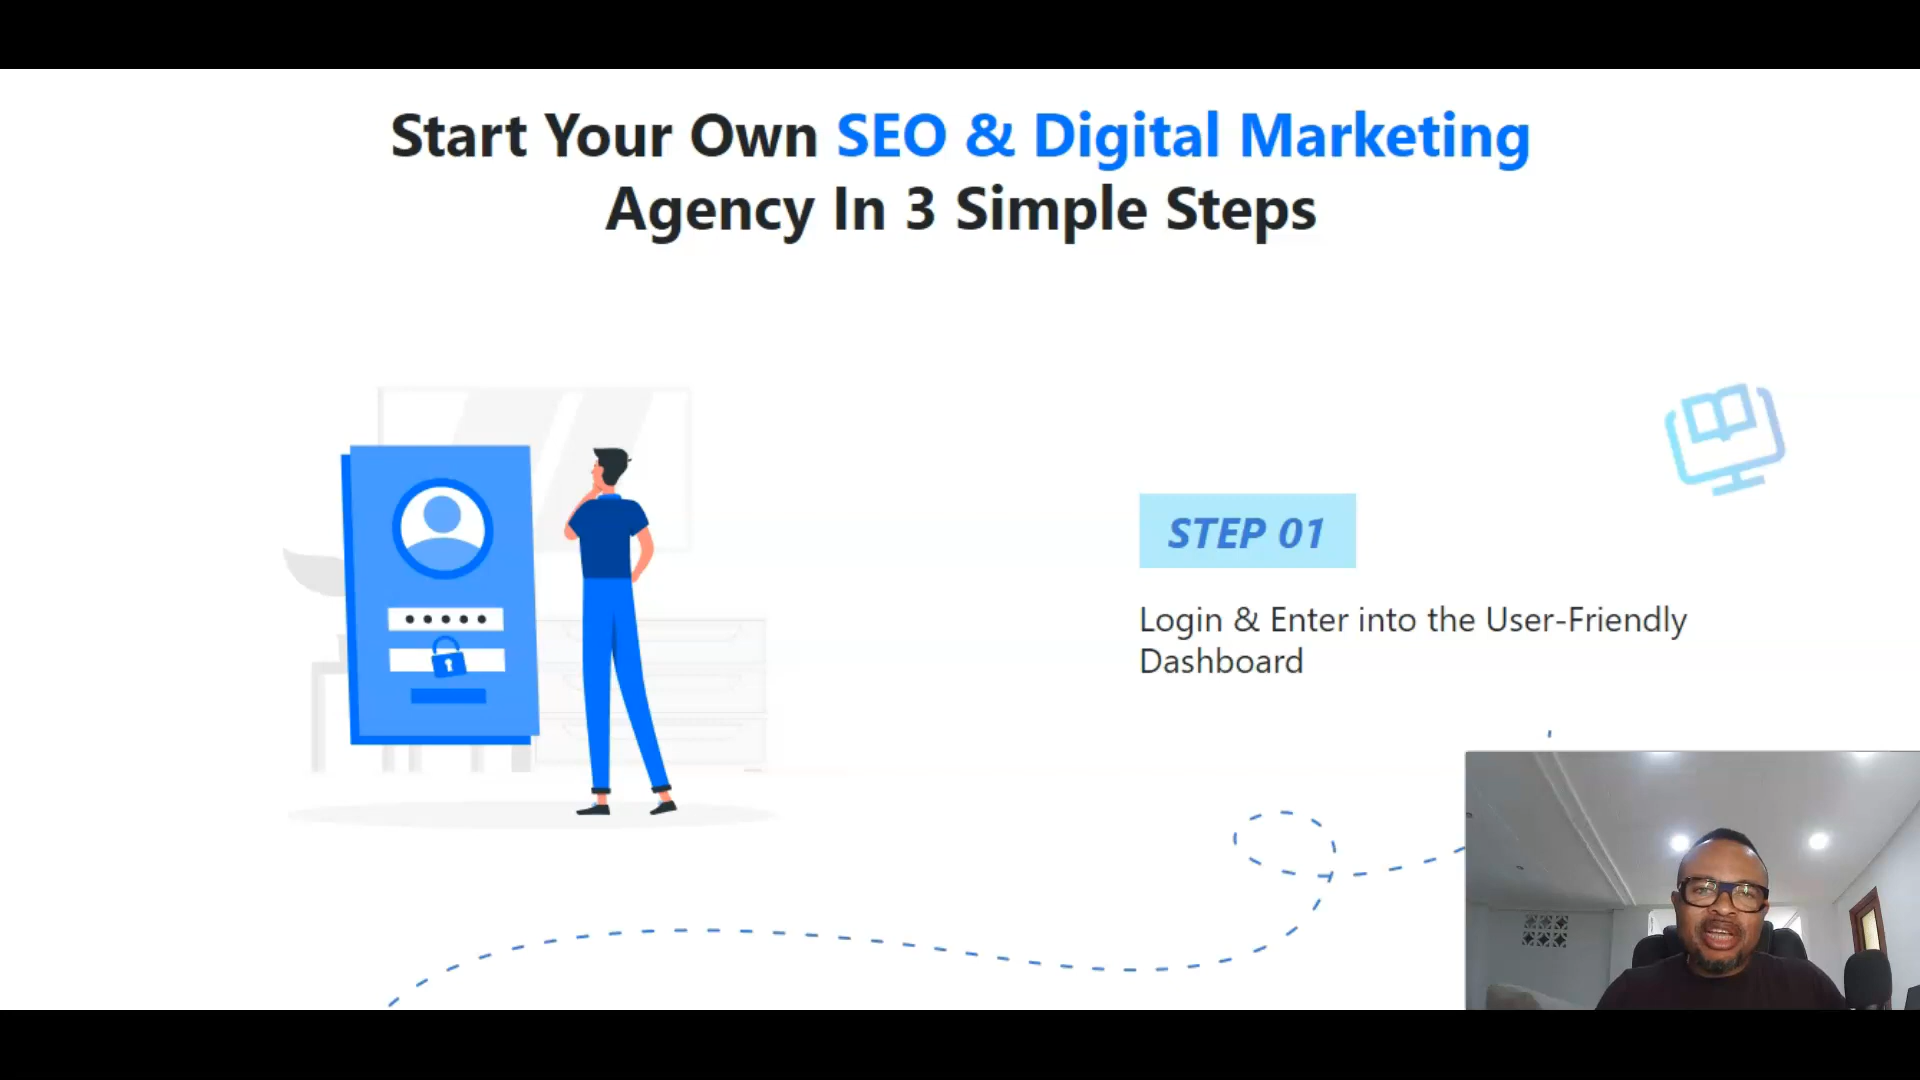 Start Your Own SEO & Digital Marketing
Agency In 3 Simple Steps
STEP 01
Login & Enter into the User-Friendly
Dashboard